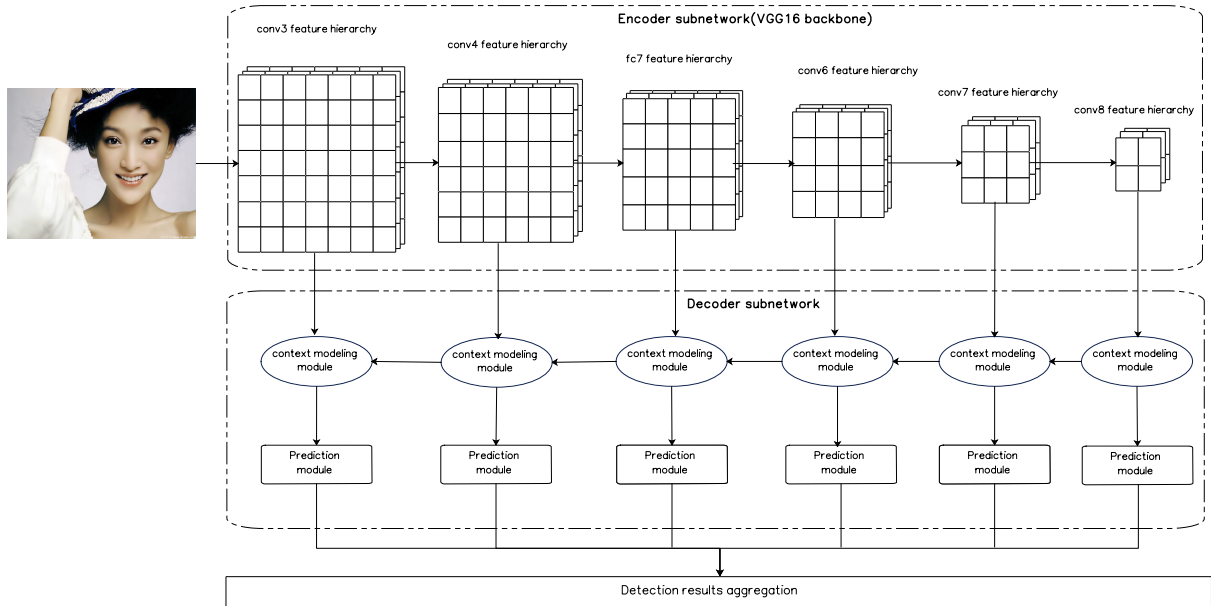 Encoder subnetwork(VGG16 backbone)
conv3 feature hierarchy
conv4 feature hierarchy
fc7 feature hierarchy
conv6 feature hierarchy
conv7 feature hierarchy
conv8 feature hierarchy
Decoder subnetwork
context modeling
module
context modeling
module
context modeling
module
context modeling
module
context modeling
module
context modeling
module
Prediction
module
Prediction
module
Prediction
module
Prediction
module
Prediction
module
Prediction
module
Detection results aggregation